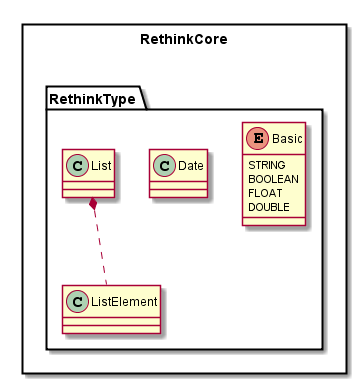 RethinkCore
RethinkType
C List
C Date
E Basic
STRING
BOOLEAN
FLOAT
DOUBLE
C ListElement